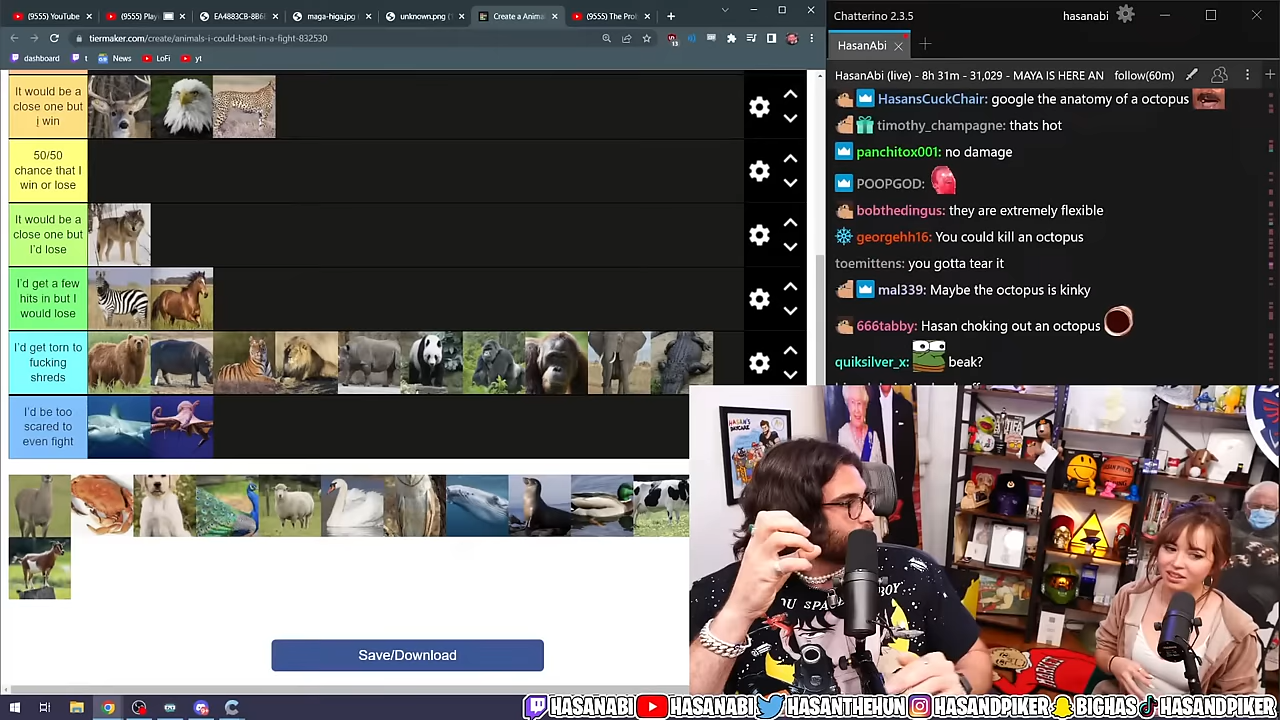 (9555) YouTube
(9555) Play
EA4883CB-8B6
maga-higa.jpg
unknown.png
Create a Anima
(9555) The Pro
tiermaker.com/create/animals-i-could-beat-in-a-fight-832530
dashboard
t
News
LoFi
yt
It would be a
close one but
i win
50/50
chance that I
win or lose
It would be a
close one but
I'd lose
I'd get a few
hits in but I
would lose
I'd get torn to
fucking
shreds
I'd be too
scared to
even fight
Save/Download
Chatterino 2.3.5
hasanabi
HasanAbi
HasanAbi (live) - 8h 31m - 31,029 - MAYA IS HERE AN
follow(60m)
HasansCuckChair: google the anatomy of a octopus
timothy_champagne: thats hot
panchitox001: no damage
POOPGOD:
bobthedingus: they are extremely flexible
georgehh16: You could kill an octopus
toemittens: you gotta tear it
mal339: Maybe the octopus is kinky
666tabby: Hasan choking out an octopus
quiksilver_x: beak?
HASANABI
HASANABI
HASANTHEHUN
HASANDPIKER
BIGHAS
HASANDPIKER